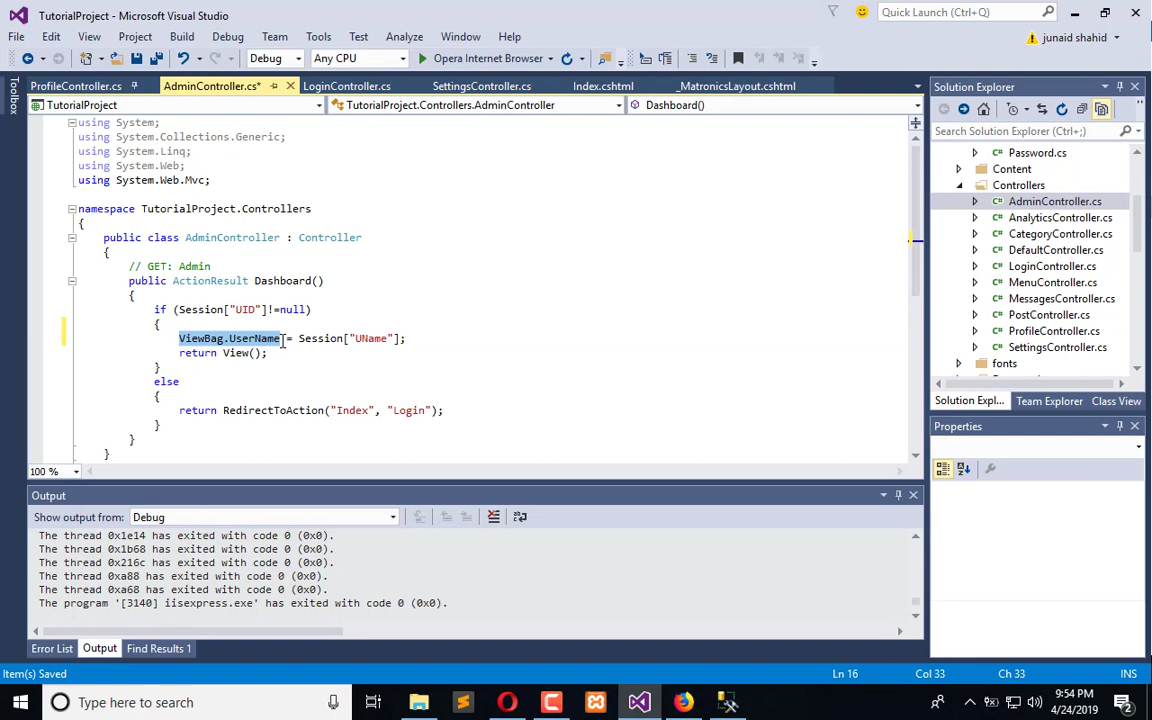 TutorialProject - Microsoft Visual Studio
Quick Launch (Ctrl+Q)
File Edit View Project Build Debug Team Tools Test Analyze Window Help
junaid shahid
Debug Any CPU Opera Internet Browser
Toolbox
ProfileController.cs AdminController.cs* LoginController.cs SettingsController.cs Index.cshtml _MatronicsLayout.cshtml
TutorialProject TutorialProject.Controllers.AdminController Dashboard()
using System;
using System.Collections.Generic;
using System.Linq;
using System.Web;
using System.Web.Mvc;
namespace TutorialProject.Controllers
{
public class AdminController : Controller
{
// GET: Admin
public ActionResult Dashboard()
{
if (Session["UID"]!=null)
{
ViewBag.UserName = Session["UName"];
return View();
}
else
{
return RedirectToAction("Index", "Login");
}
}
}
100 %
Solution Explorer
Search Solution Explorer (Ctrl+;)
C# Password.cs
Content
Controllers
C# AdminController.cs
C# AnalyticsController.cs
C# CategoryController.cs
C# DefaultController.cs
C# LoginController.cs
C# MenuController.cs
C# MessagesController.cs
C# PostController.cs
C# ProfileController.cs
C# SettingsController.cs
fonts
Solution Expl... Team Explorer Class View
Properties
Output
Show output from: Debug
The thread 0x1e14 has exited with code 0 (0x0).
The thread 0x1b68 has exited with code 0 (0x0).
The thread 0x216c has exited with code 0 (0x0).
The thread 0xa88 has exited with code 0 (0x0).
The thread 0xa68 has exited with code 0 (0x0).
The program '[3140] iisexpress.exe' has exited with code 0 (0x0).
Error List Output Find Results 1
Item(s) Saved Ln 16 Col 33 Ch 33 INS
Type here to search
9:54 PM
4/24/2019
2